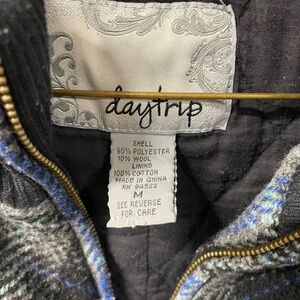 daytrip
SHELL
90% POLYESTER
10% WOOL
LINING
100% COTTON
MADE IN CHINA
RN 94522
M
SEE REVERSE
FOR CARE